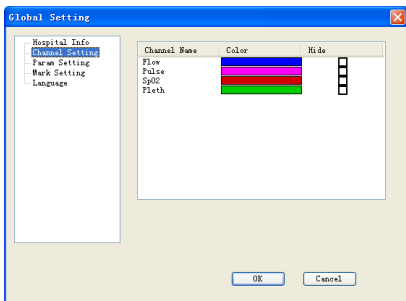 Global Setting
Hospital Info
Channel Setting
Param Setting
Mark Setting
Language
Channel Name Color Hide
Flow
Pulse
SpO2
Pleth
OK Cancel